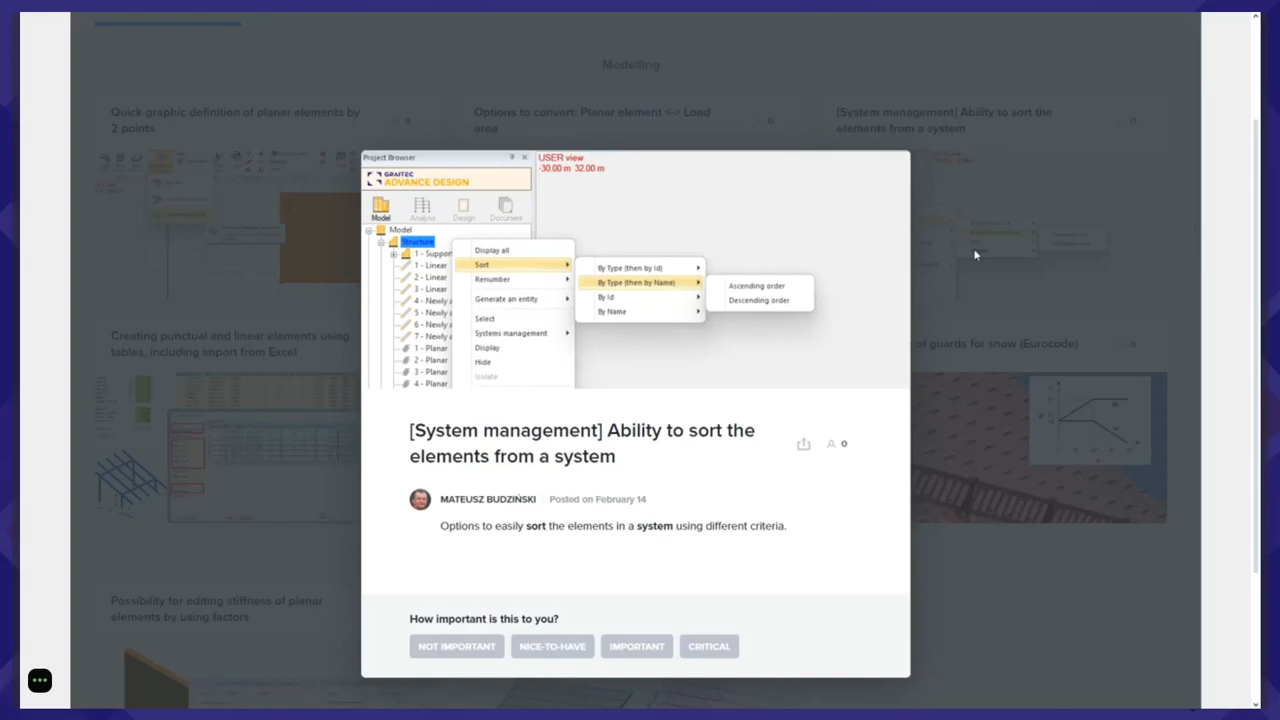 Modelling
Quick graphic definition of planar elements by
2 points
0
Options to convert: Planar element <-> Load
area
0
[System management] Ability to sort the
elements from a system
0
Project Browser
USER view
-30.00 m 32.00 m
GRAITEC
ADVANCE DESIGN
Model
Analysis
Design
Document
Model
Structure
1 - Suppor
1 - Linear
2 - Linear
3 - Linear
4 - Newly a
5 - Newly a
6 - Newly a
7 - Newly a
1 - Planar
2 - Planar
3 - Planar
4 - Planar
Display all
Sort
Renumber
Generate an entity
Select
Systems management
Display
Hide
Isolate
By Type (then by Id)
By Type (then by Name)
By Id
By Name
Ascending order
Descending order
Creating punctual and linear elements using
tables, including import from Excel
of guards for snow (Eurocode)
0
[System management] Ability to sort the
elements from a system
0
MATEUSZ BUDZIŃSKI
Posted on February 14
Options to easily sort the elements in a system using different criteria.
Possibility for editing stiffness of planar
elements by using factors
How important is this to you?
NOT IMPORTANT
NICE-TO-HAVE
IMPORTANT
CRITICAL